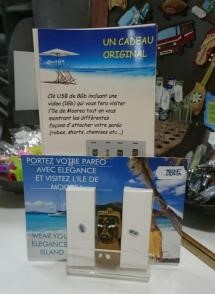 UN CADEAU
ORIGINAL
Clé USB de 8Gb incluant une
vidéo (1Gb) qui vous fera visiter
l'île de Moorea tout en vous
montrant les différentes
façons d'attacher votre paréo
(robes, shorts, chemises etc ..)
PORTEZ VOTRE PARÉO
AVEC ELEGANCE
ET VISITEZ L'ILE DE
MOOREA
WEAR YOU
ELEGANCE
ISLAND